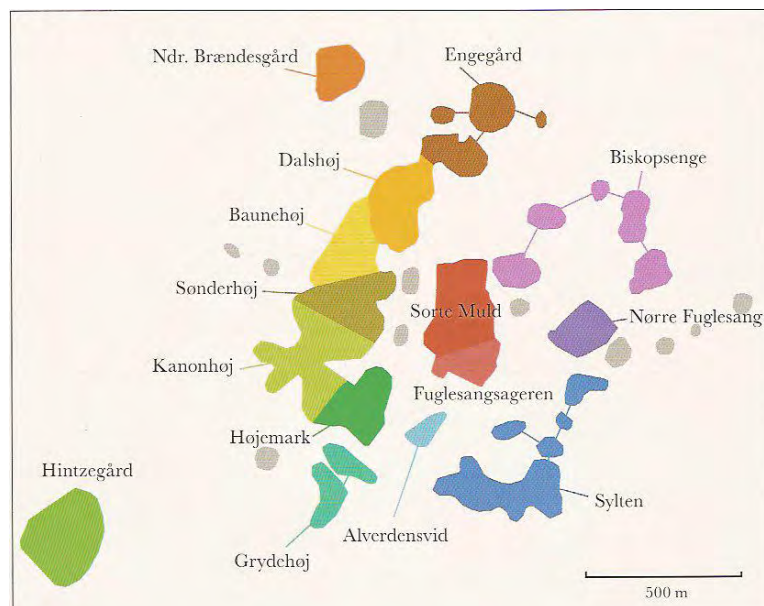 Ndr. Brændesgård
Engegård
Dalshøj
Biskopsenge
Baunehøj
Sønderhøj
Sorte Muld
Nørre Fuglesang
Kanonhøj
Fuglesangsageren
Højemark
Hintzegård
Sylten
Alverdensvid
Grydehøj
500 m